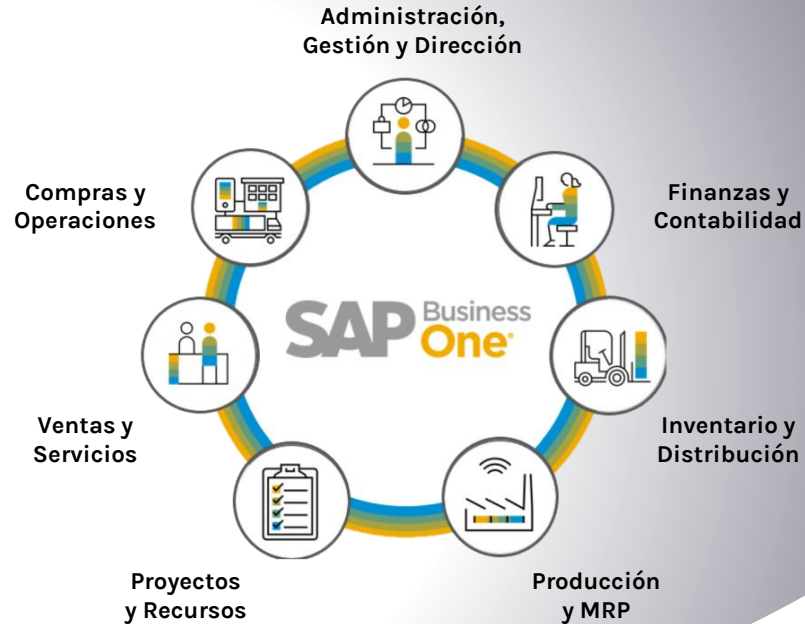 Administración,
Gestión y Dirección
Compras y
Operaciones
Finanzas y
Contabilidad
SAP Business
One
Ventas y
Servicios
Inventario y
Distribución
Proyectos
y Recursos
Producción
y MRP